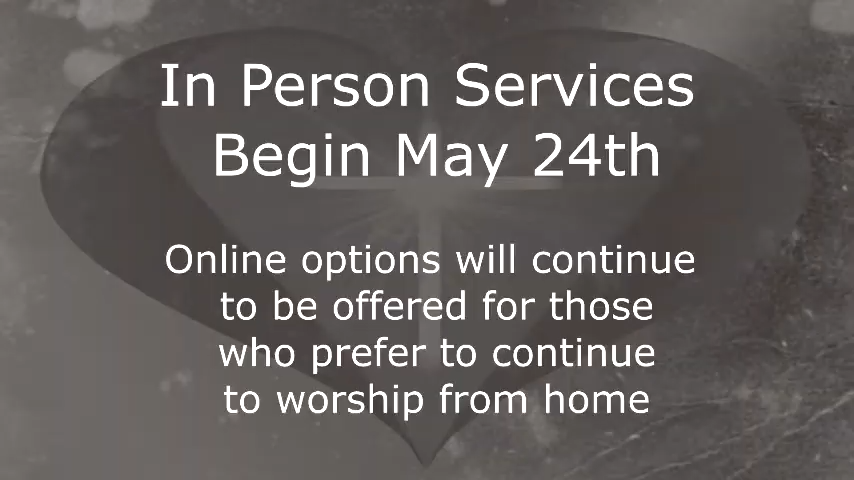 In Person Services
Begin May 24th
Online options will continue
to be offered for those
who prefer to continue
to worship from home